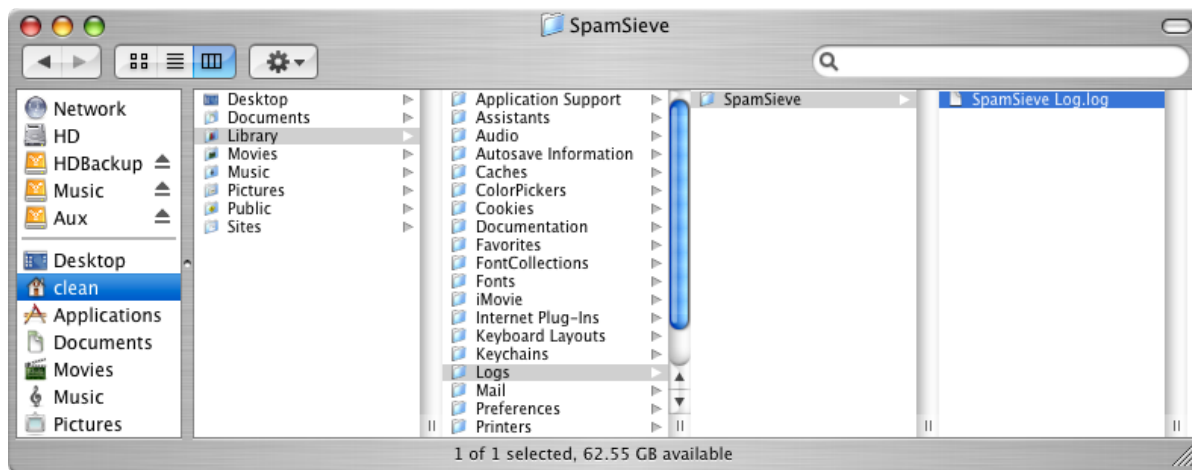 SpamSieve
Network
HD
HDBackup
Music
Aux
Desktop
clean
Applications
Documents
Movies
Music
Pictures
Desktop
Documents
Library
Movies
Music
Pictures
Public
Sites
Application Support
Assistants
Audio
Autosave Information
Caches
ColorPickers
Cookies
Documentation
Favorites
FontCollections
Fonts
iMovie
Internet Plug-Ins
Keyboard Layouts
Keychains
Logs
Mail
Preferences
Printers
SpamSieve
SpamSieve Log.log
1 of 1 selected, 62.55 GB available